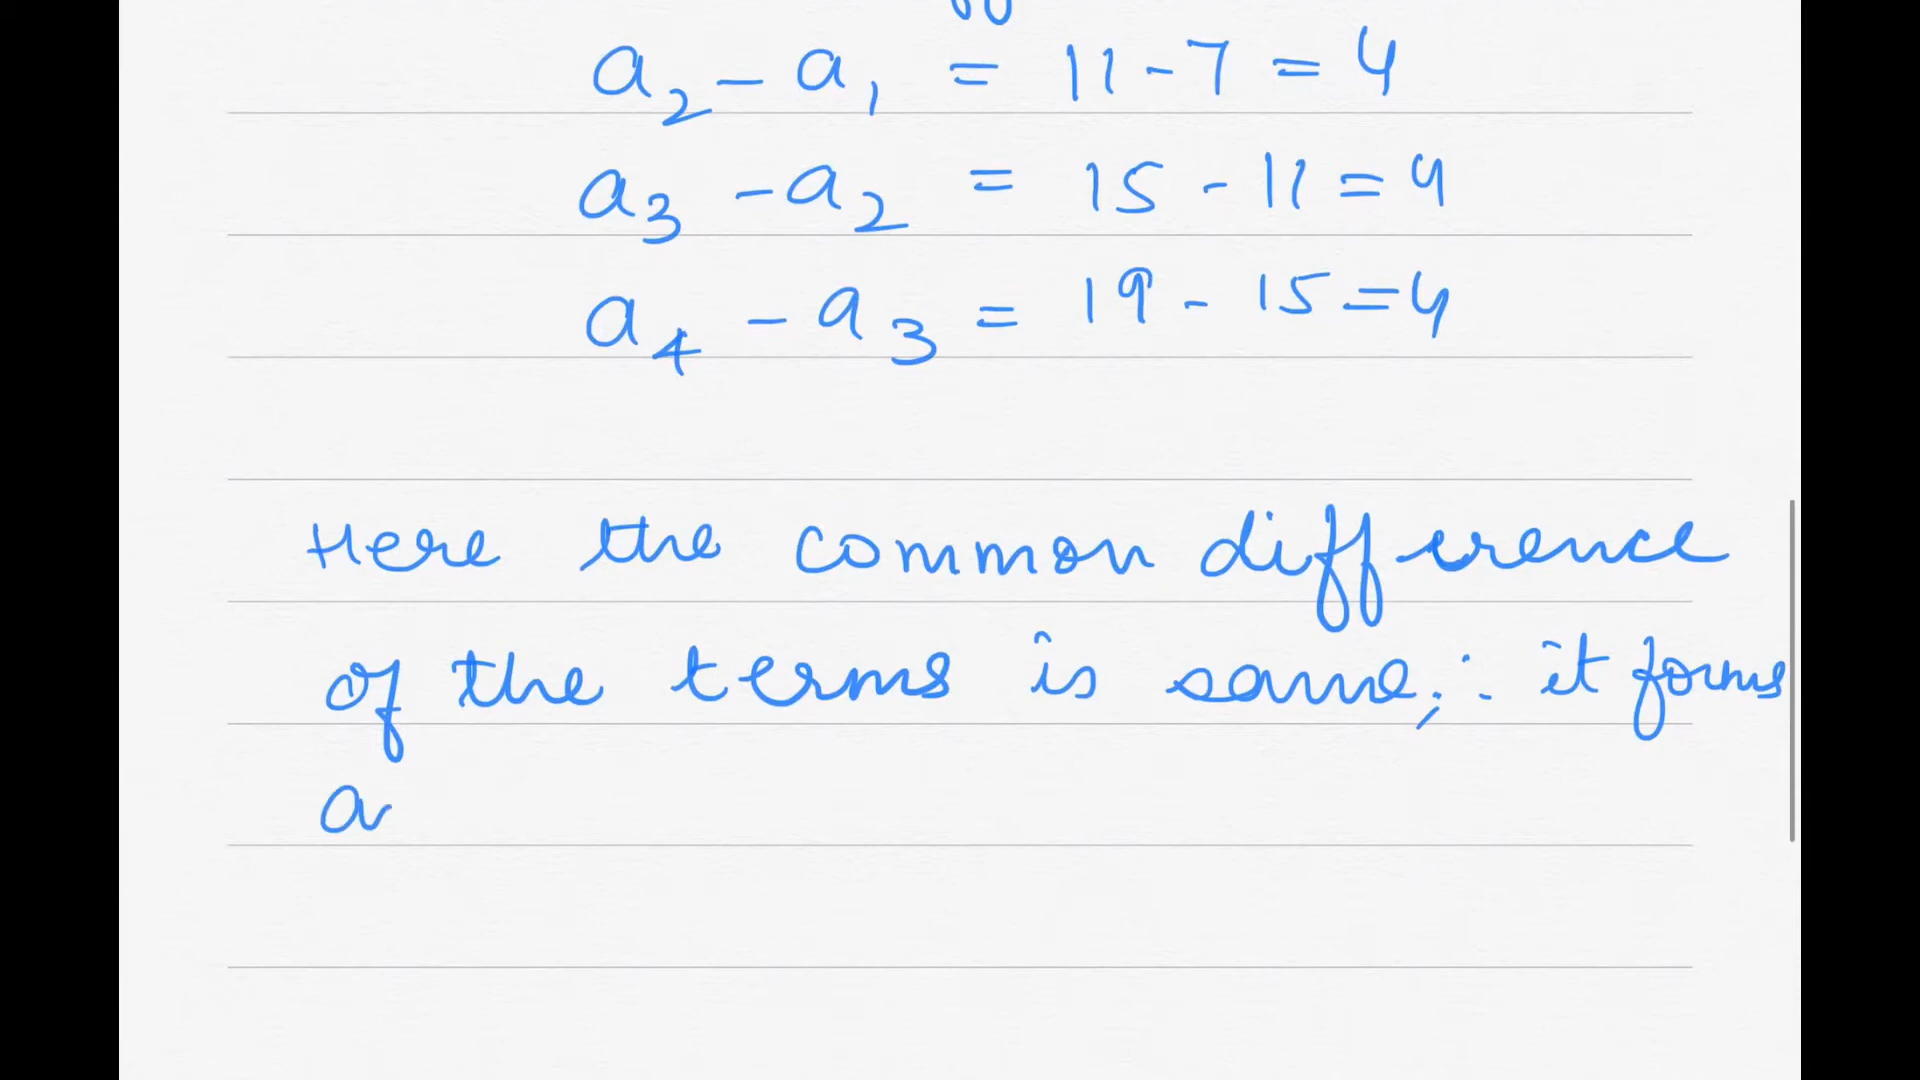 a₂ - a₁ = 11 - 7 = 4
a₃ - a₂ = 15 - 11 = 4
a₄ - a₃ = 19 - 15 = 4
Here the common difference
of the terms is same, ∴ it forms
a